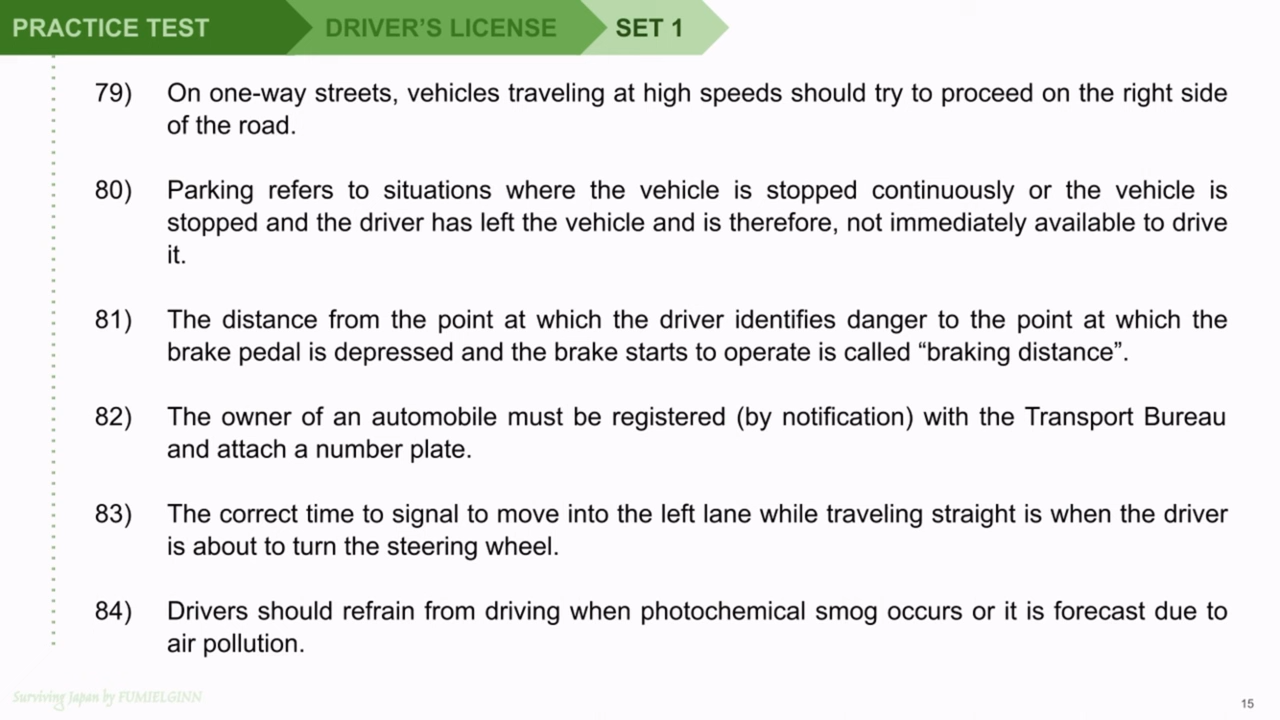 PRACTICE TEST DRIVER'S LICENSE SET 1
79) On one-way streets, vehicles traveling at high speeds should try to proceed on the right side
of the road.
80) Parking refers to situations where the vehicle is stopped continuously or the vehicle is
stopped and the driver has left the vehicle and is therefore, not immediately available to drive
it.
81) The distance from the point at which the driver identifies danger to the point at which the
brake pedal is depressed and the brake starts to operate is called “braking distance”.
82) The owner of an automobile must be registered (by notification) with the Transport Bureau
and attach a number plate.
83) The correct time to signal to move into the left lane while traveling straight is when the driver
is about to turn the steering wheel.
84) Drivers should refrain from driving when photochemical smog occurs or it is forecast due to
air pollution.
Surviving Japan by FUMIELGINN
15